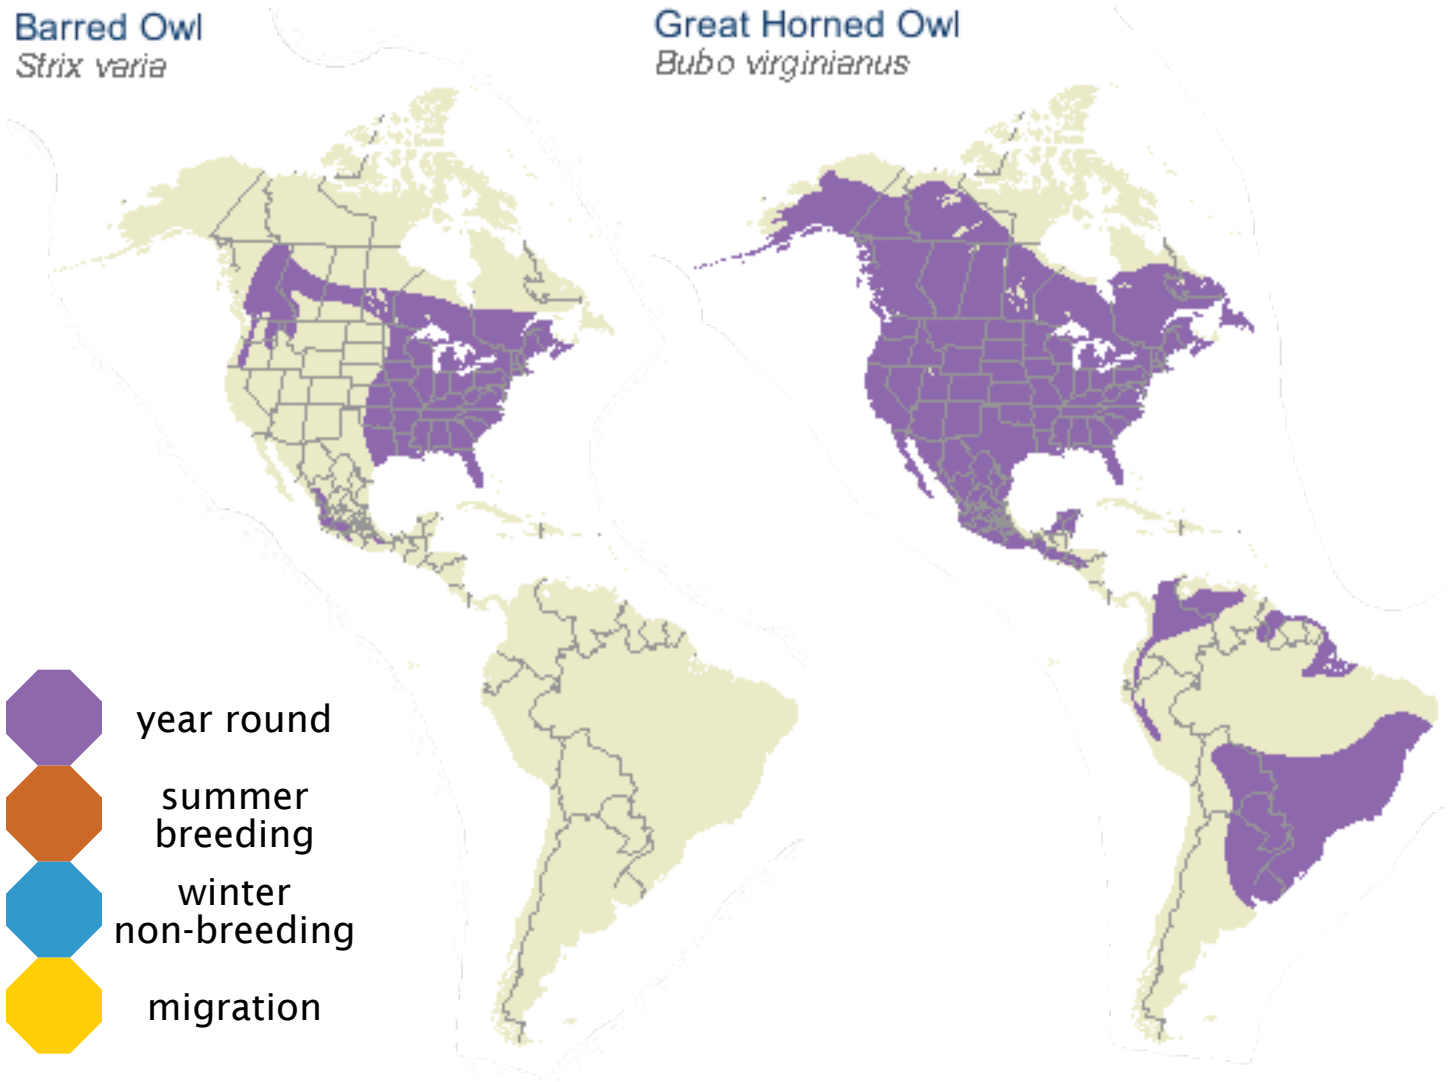 Barred Owl
Strix varia
Great Horned Owl
Bubo virginianus
year round
summer
breeding
winter
non-breeding
migration